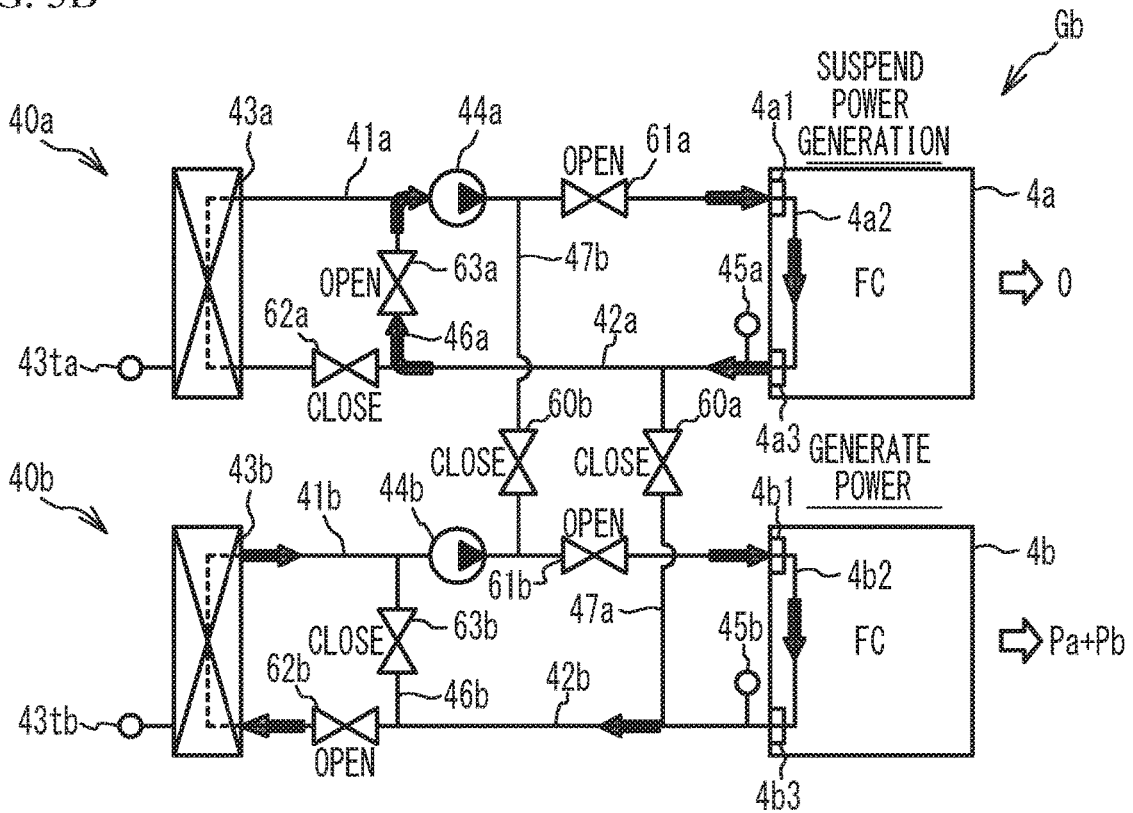 Gb
SUSPEND
POWER
GENERATION
40a
43a
41a
44a
OPEN
61a
4a1
4a
4a2
FC
0
OPEN
63a
47b
45a
62a
46a
42a
43ta
CLOSE
60b
60a
4a3
CLOSE
CLOSE
GENERATE
POWER
40b
43b
41b
44b
OPEN
4b1
4b
61b
4b2
47a
FC
Pa+Pb
CLOSE
63b
45b
62b
46b
42b
43tb
OPEN
4b3